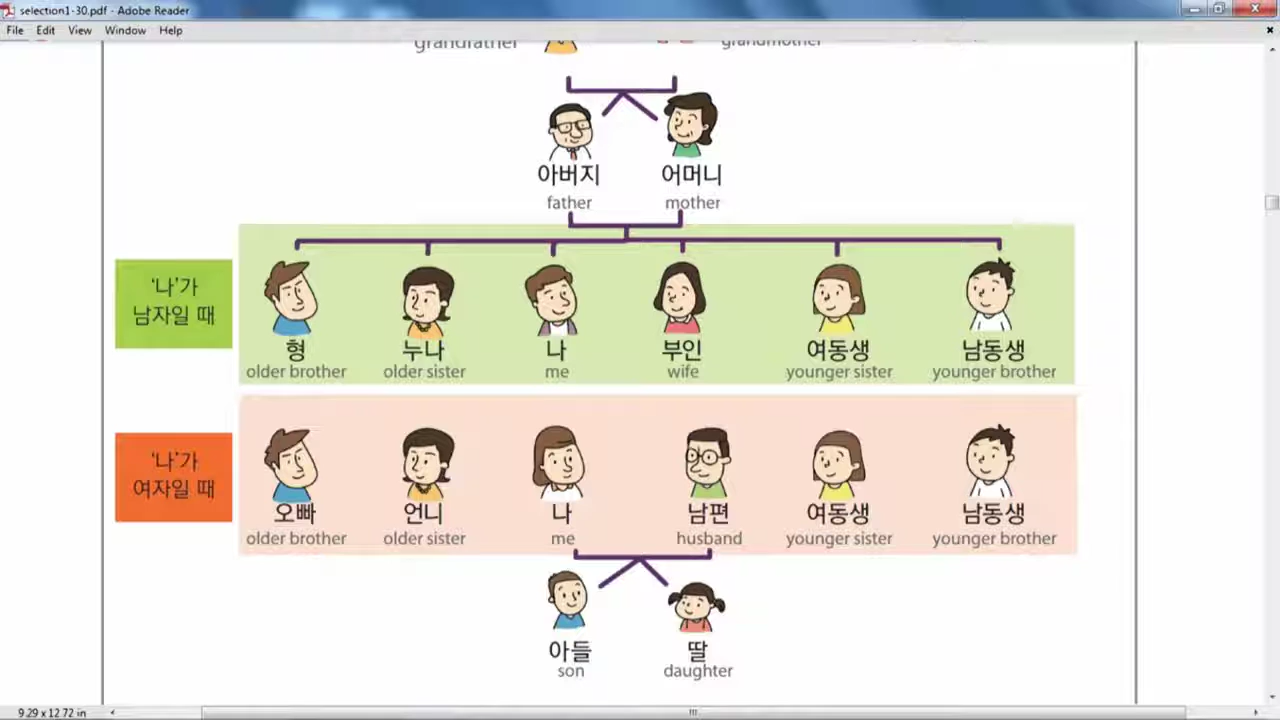 selection1-30.pdf - Adobe Reader
File Edit View Window Help
grandfather grandmother
아버지 어머니
father mother
'나'가
남자일 때
형 누나 나 부인 여동생 남동생
older brother older sister me wife younger sister younger brother
'나'가
여자일 때
오빠 언니 나 남편 여동생 남동생
older brother older sister me husband younger sister younger brother
아들 딸
son daughter
9.29 x 12.72 in